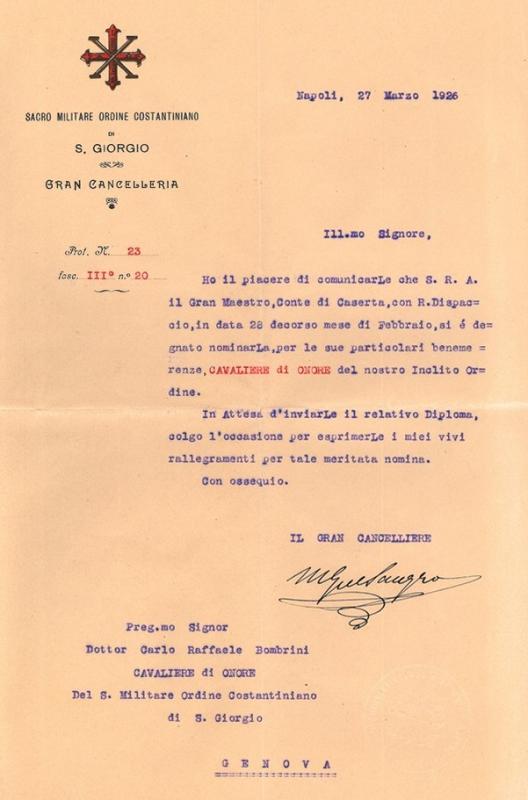 SACRO MILITARE ORDINE COSTANTINIANO
DI
S. GIORGIO
GRAN CANCELLERIA
Prot. N. 23
fasc. IIIº n.º 20
Napoli, 27 Marzo 1926
Ill.mo Signore,
Ho il piacere di comunicarLe che S. R. A.
il Gran Maestro,Conte di Caserta,con R.Dispac=
cio,in data 28 decorso mese di Febbraio,si é de=
gnato nominarLa,per le sue particolari beneme =
renze,CAVALIERE di ONORE del nostro Inclito Or=
dine.
In Attesa d'inviarLe il relativo Diploma,
colgo l'occasione per esprimerLe i miei vivi
rallegramenti per tale meritata nomina.
Con ossequio.
IL GRAN CANCELLIERE
Preg.mo Signor
Dottor Carlo Raffaele Bombrini
CAVALIERE di ONORE
Del S. Militare Ordine Costantiniano
di S. Giorgio
GENOVA